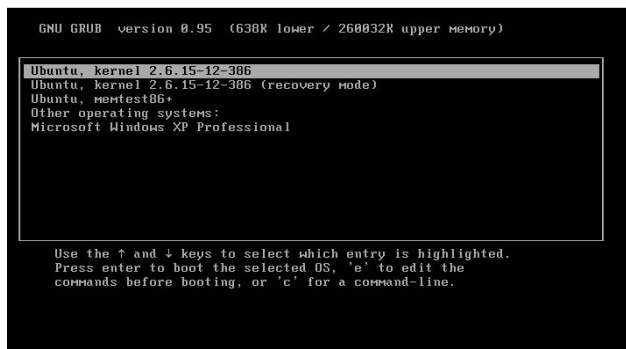 GNU GRUB  version 0.95  (638K lower / 260032K upper memory)
Ubuntu, kernel 2.6.15-12-386
Ubuntu, kernel 2.6.15-12-386 (recovery mode)
Ubuntu, memtest86+
Other operating systems:
Microsoft Windows XP Professional
Use the ↑ and ↓ keys to select which entry is highlighted.
Press enter to boot the selected OS, 'e' to edit the
commands before booting, or 'c' for a command-line.